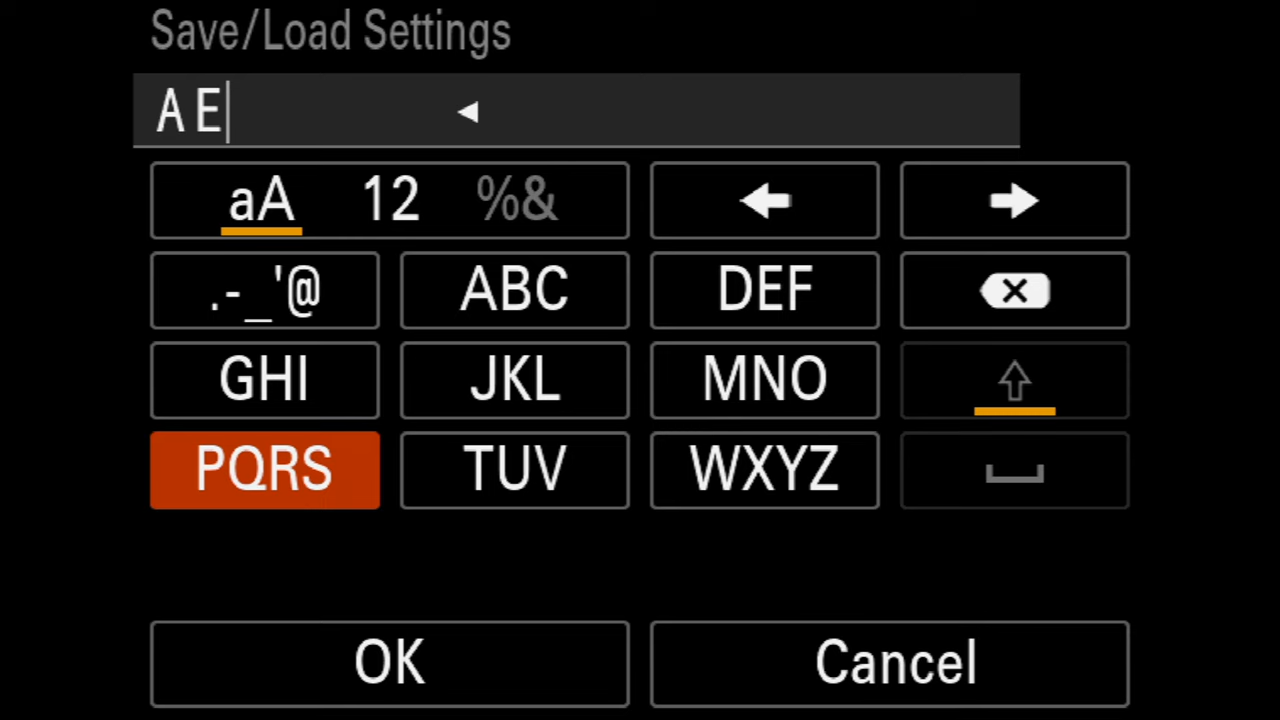 Save/Load Settings
A E
aA 12 %&
.-_'@ ABC DEF
GHI JKL MNO
PQRS TUV WXYZ
OK Cancel